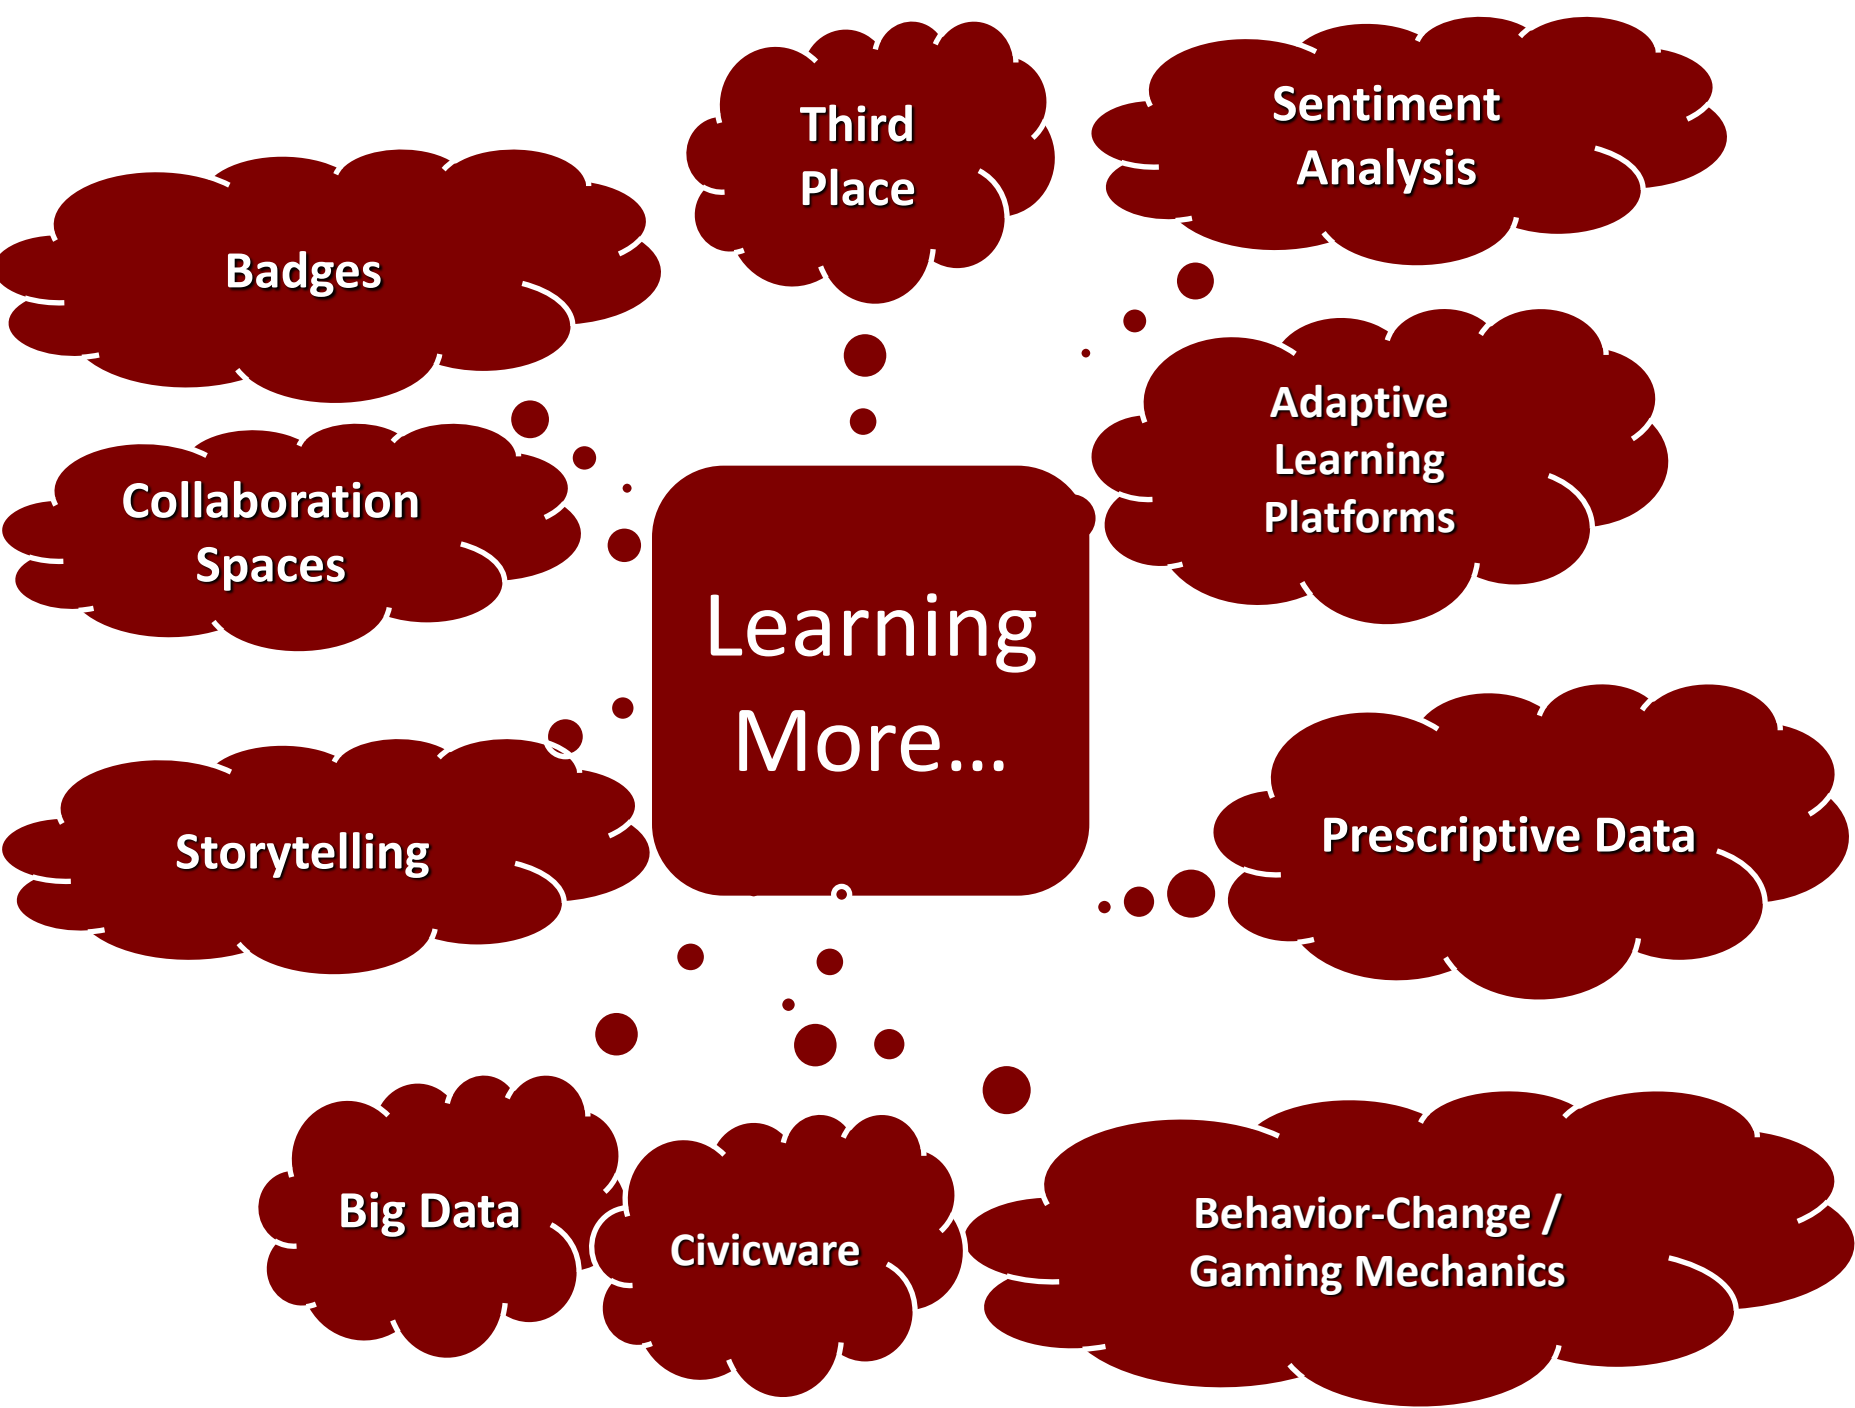 Third
Place
Sentiment
Analysis
Badges
Adaptive
Learning
Platforms
Collaboration
Spaces
Learning
More…
Prescriptive Data
Storytelling
Big Data
Civicware
Behavior-Change /
Gaming Mechanics